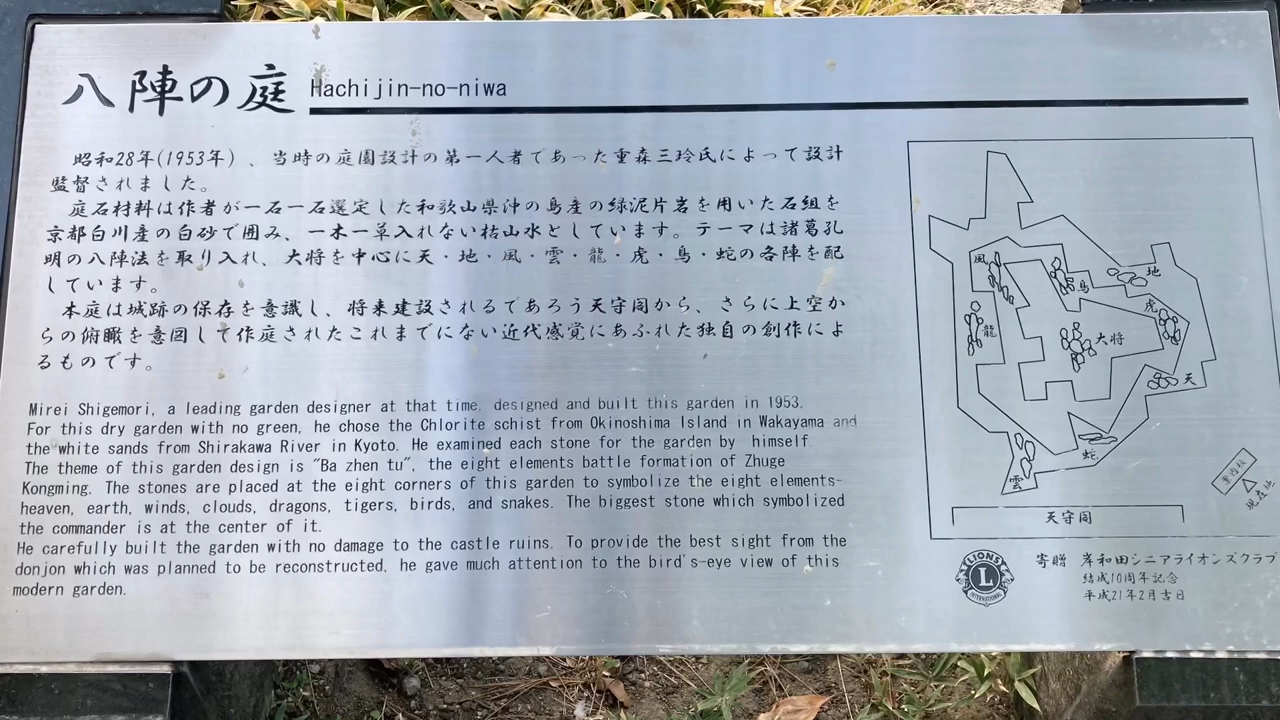 八陣の庭 Hachijin-no-niwa
昭和28年(1953年)、当時の庭園設計の第一人者であった重森三玲氏によって設計
監督されました。
庭石材料は作者が一石一石選定した和歌山県沖の島産の緑泥片岩を用いた石組を
京都白川産の白砂で囲み、一木一草入れない枯山水としています。テーマは諸葛孔
明の八陣法を取り入れ、大将を中心に天・地・風・雲・龍・虎・鳥・蛇の各陣を配
しています。
本庭は城跡の保存を意識し、将来建設されるであろう天守閣から、さらに上空か
らの俯瞰を意図して作庭されたこれまでにない近代感覚にあふれた独自の創作によ
るものです。
Mirei Shigemori, a leading garden designer at that time. designed and built this garden in 1953.
For this dry garden with no green, he chose the Chlorite schist from Okinoshima Island in Wakayama and
the white sands from Shirakawa River in Kyoto. He examined each stone for the garden by himself.
The theme of this garden design is "Ba zhen tu", the eight elements battle formation of Zhuge
Kongming. The stones are placed at the eight corners of this garden to symbolize the eight elements-
heaven, earth, winds, clouds, dragons, tigers, birds, and snakes. The biggest stone which symbolized
the commander is at the center of it.
He carefully built the garden with no damage to the castle ruins. To provide the best sight from the
donjon which was planned to be reconstructed, he gave much attention to the bird's-eye view of this
modern garden.
風
鳥
地
虎
龍
大将
天
蛇
雲
案内板
現在地
天守閣
LIONS
L
INTERNATIONAL
寄贈 岸和田シニアライオンズクラブ
結成10周年記念
平成21年2月吉日